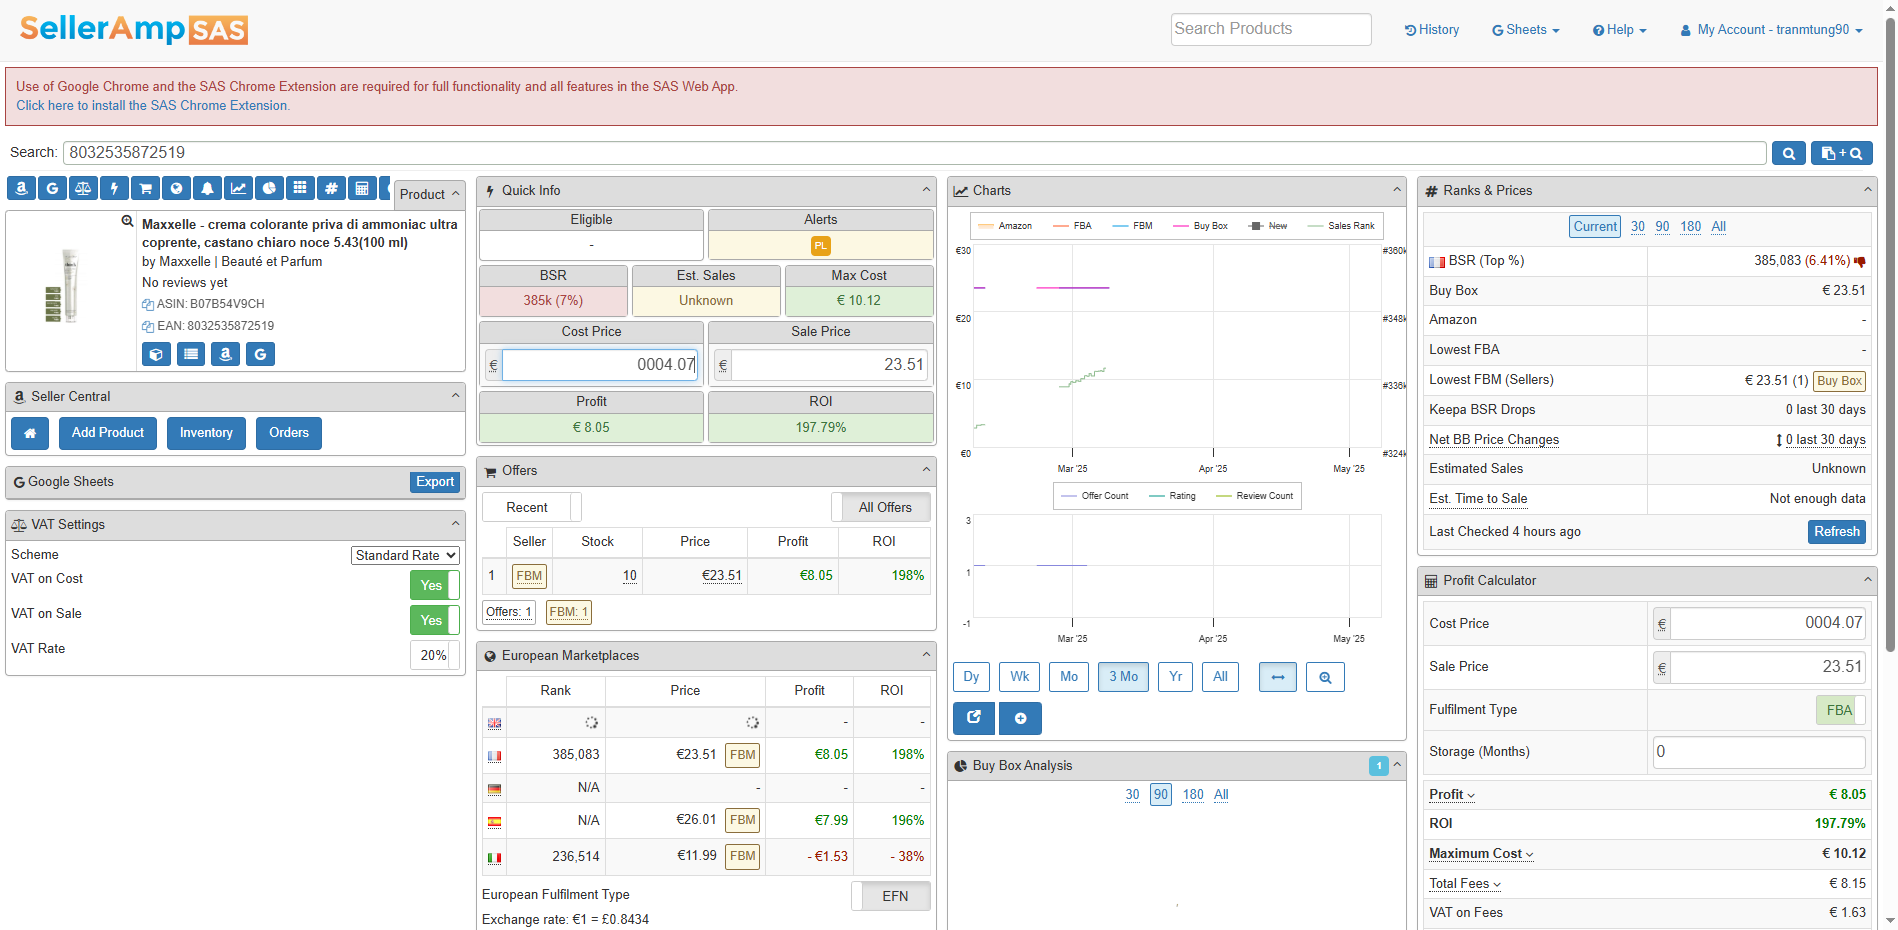 SellerAmp SAS
Search Products
History
Sheets
Help
My Account - tranmtung90
Use of Google Chrome and the SAS Chrome Extension are required for full functionality and all features in the SAS Web App.
Click here to install the SAS Chrome Extension.
Search: 8032535872519
+
Product
Maxxelle - crema colorante priva di ammoniac ultra
coprente, castano chiaro noce 5.43(100 ml)
by Maxxelle | Beauté et Parfum
No reviews yet
ASIN: B07B54V9CH
EAN: 8032535872519
Seller Central
Add Product Inventory Orders
Google Sheets Export
VAT Settings
Scheme Standard Rate
VAT on Cost Yes
VAT on Sale Yes
VAT Rate 20%
Quick Info
Eligible Alerts
- PL
BSR Est. Sales Max Cost
385k (7%) Unknown € 10.12
Cost Price Sale Price
€ 0004.07 € 23.51
Profit ROI
€ 8.05 197.79%
Offers
Recent All Offers
Seller Stock Price Profit ROI
1 FBM 10 €23.51 €8.05 198%
Offers: 1 FBM: 1
European Marketplaces
Rank Price Profit ROI
- -
385,083 €23.51 FBM €8.05 198%
N/A - - -
N/A €26.01 FBM €7.99 196%
236,514 €11.99 FBM - €1.53 - 38%
European Fulfilment Type EFN
Exchange rate: €1 = £0.8434
Charts
Amazon FBA FBM Buy Box New Sales Rank
€30 #360k
€20 #348k
€10 #336k
€0 #324k
Mar '25 Apr '25 May '25
Offer Count Rating Review Count
3
1
-1
Mar '25 Apr '25 May '25
Dy Wk Mo 3 Mo Yr All
Buy Box Analysis 1
30 90 180 All
Ranks & Prices
Current 30 90 180 All
BSR (Top %) 385,083 (6.41%)
Buy Box € 23.51
Amazon -
Lowest FBA -
Lowest FBM (Sellers) € 23.51 (1) Buy Box
Keepa BSR Drops 0 last 30 days
Net BB Price Changes 0 last 30 days
Estimated Sales Unknown
Est. Time to Sale Not enough data
Last Checked 4 hours ago Refresh
Profit Calculator
Cost Price € 0004.07
Sale Price € 23.51
Fulfilment Type FBA
Storage (Months) 0
Profit € 8.05
ROI 197.79%
Maximum Cost € 10.12
Total Fees € 8.15
VAT on Fees € 1.63